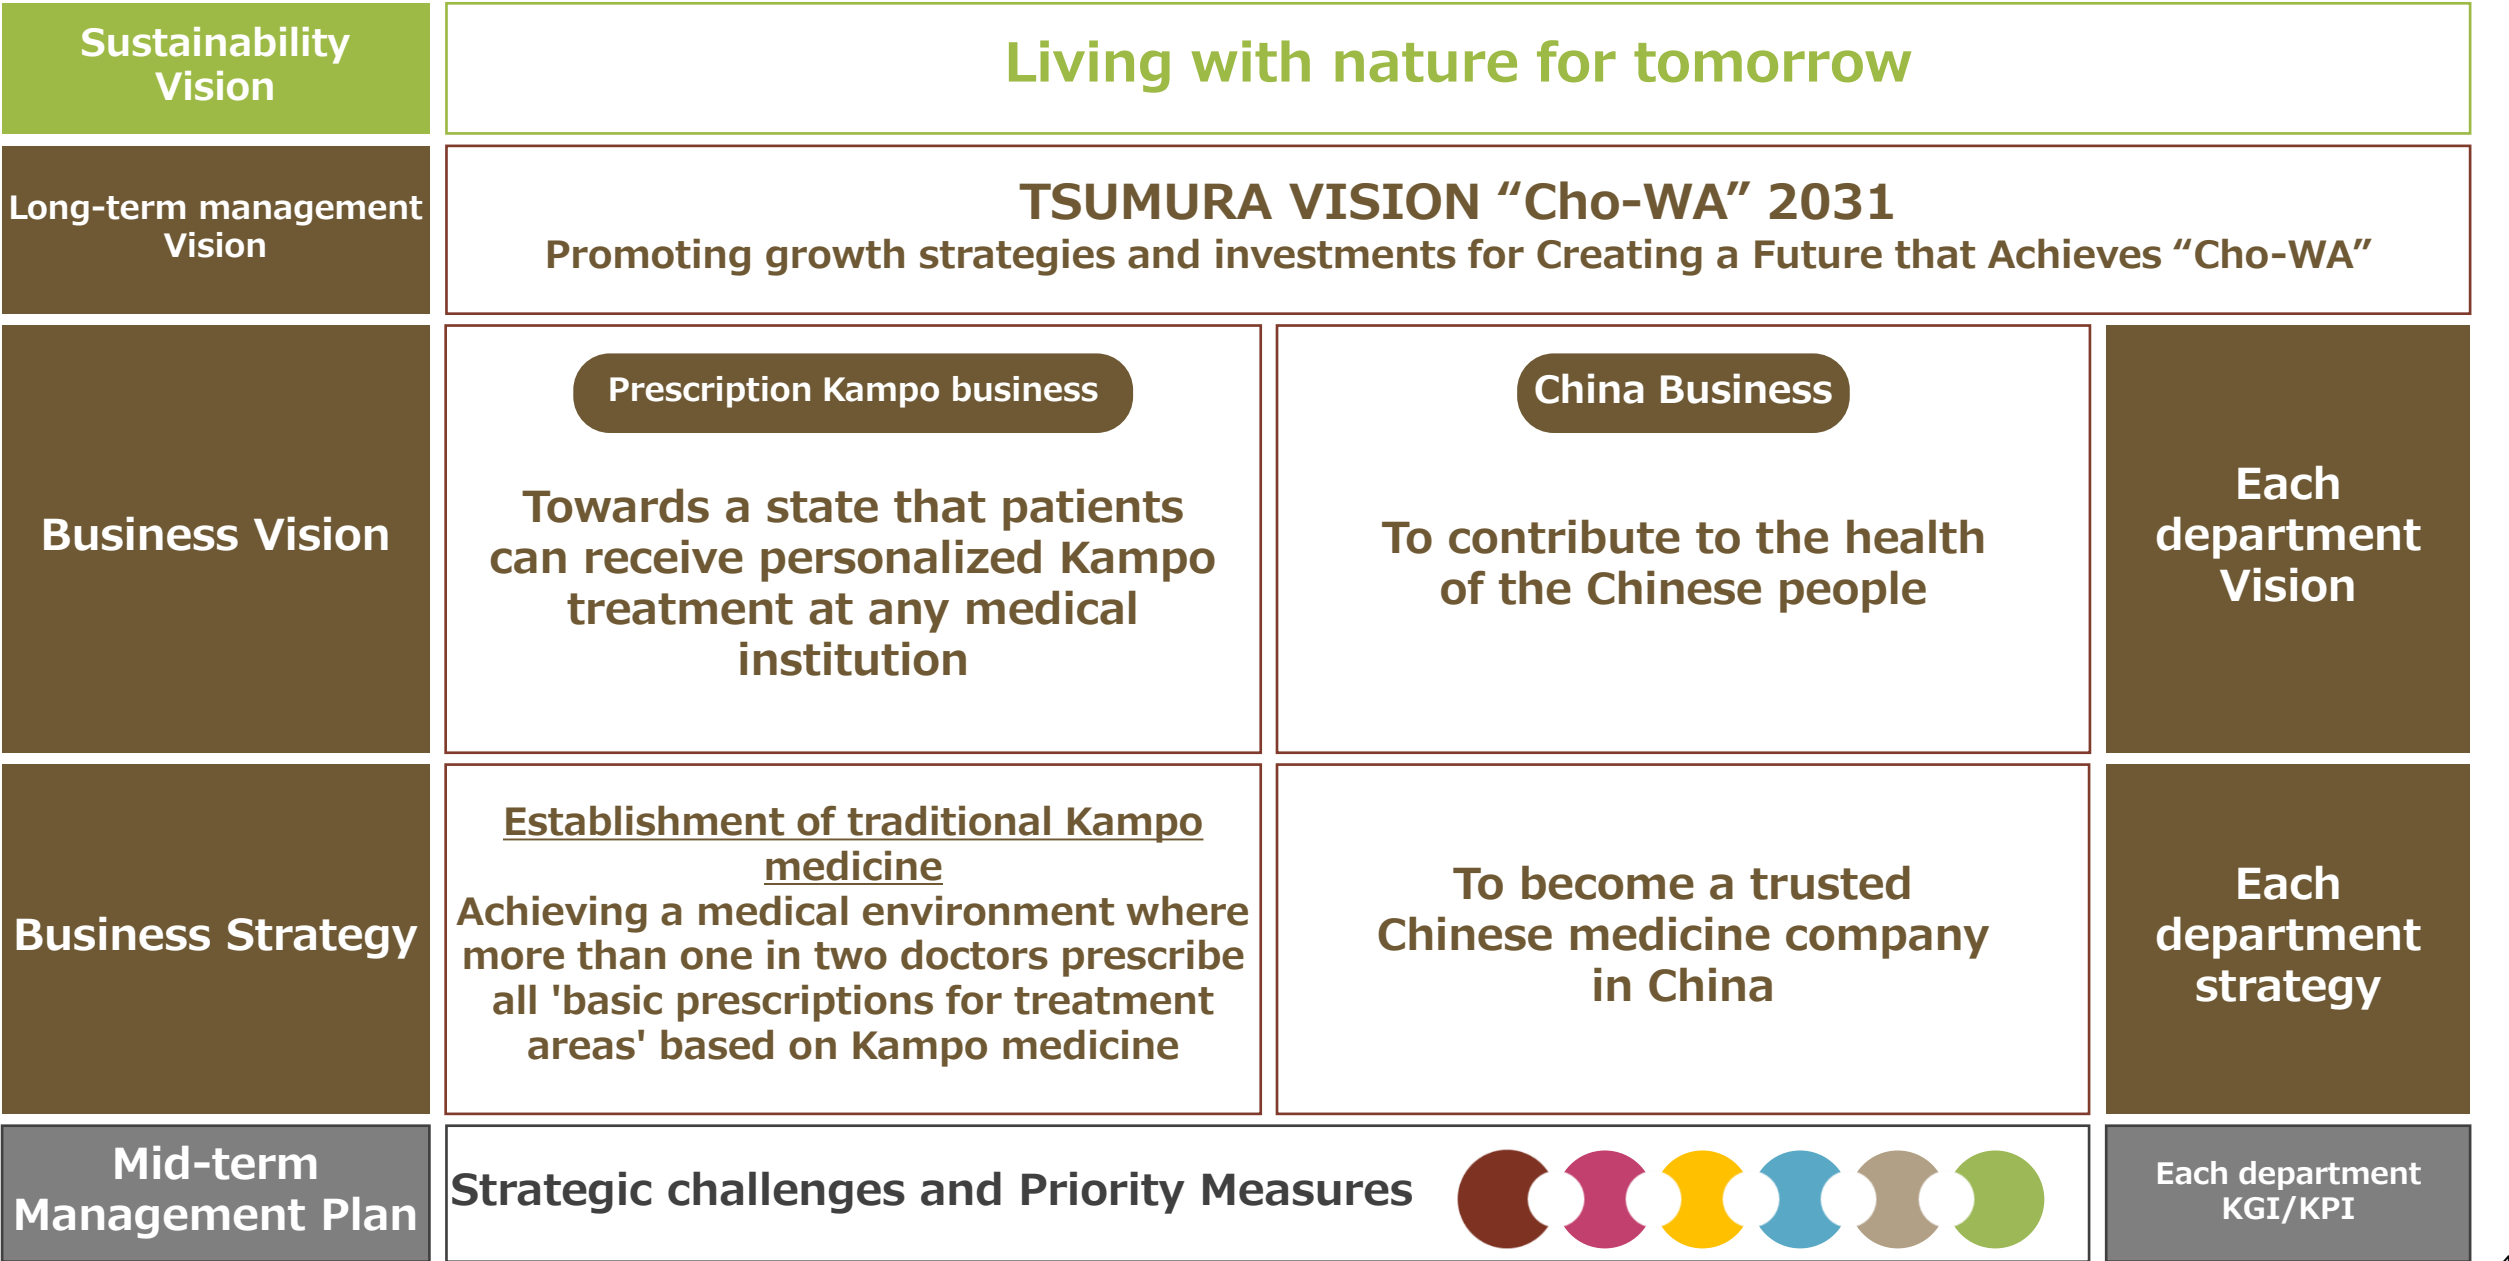 Sustainability
Vision
Living with nature for tomorrow
Long-term management
Vision
TSUMURA VISION “Cho-WA” 2031
Promoting growth strategies and investments for Creating a Future that Achieves “Cho-WA”
Business Vision
Prescription Kampo business
Towards a state that patients
can receive personalized Kampo
treatment at any medical
institution
China Business
To contribute to the health
of the Chinese people
Each
department
Vision
Business Strategy
Establishment of traditional Kampo
medicine
Achieving a medical environment where
more than one in two doctors prescribe
all 'basic prescriptions for treatment
areas' based on Kampo medicine
To become a trusted
Chinese medicine company
in China
Each
department
strategy
Mid-term
Management Plan
Strategic challenges and Priority Measures
Each department
KGI/KPI